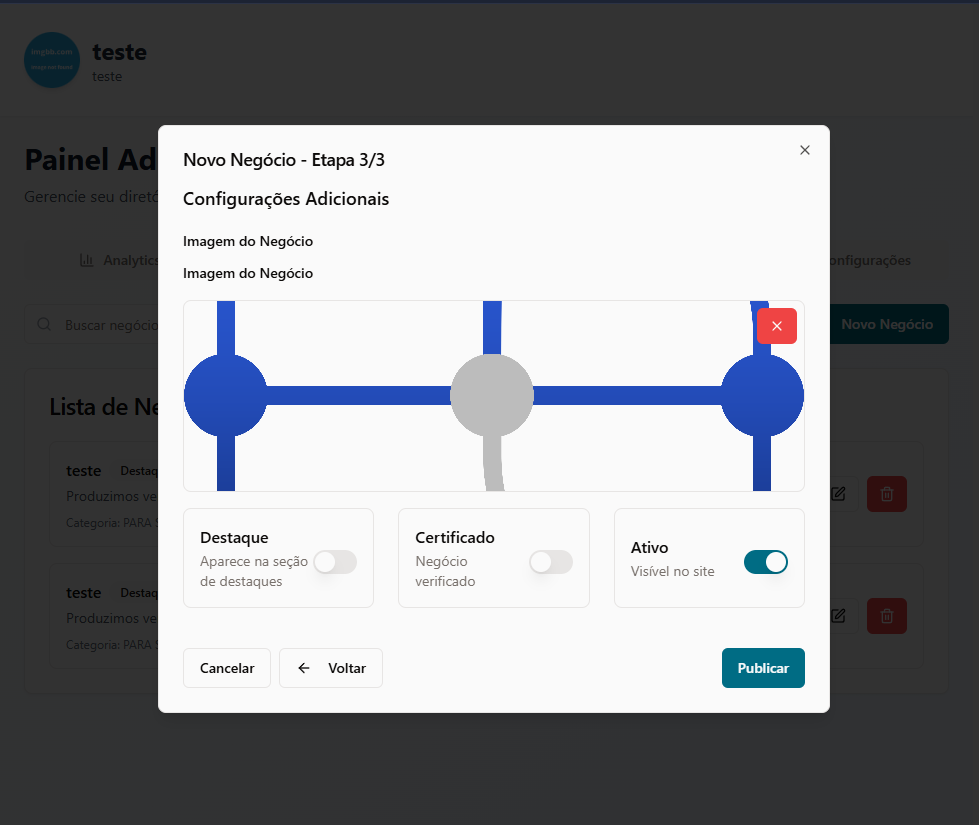 teste
teste
Painel Ad
Gerencie seu diretó
Analytics
onfigurações
Buscar negócio
Novo Negócio
Lista de Ne
teste Destaq
Produzimos ve
Categoria: PARA S
teste Destaq
Produzimos ve
Categoria: PARA S
Novo Negócio - Etapa 3/3
Configurações Adicionais
Imagem do Negócio
Imagem do Negócio
Destaque
Aparece na seção
de destaques
Certificado
Negócio
verificado
Ativo
Visível no site
Cancelar
Voltar
Publicar